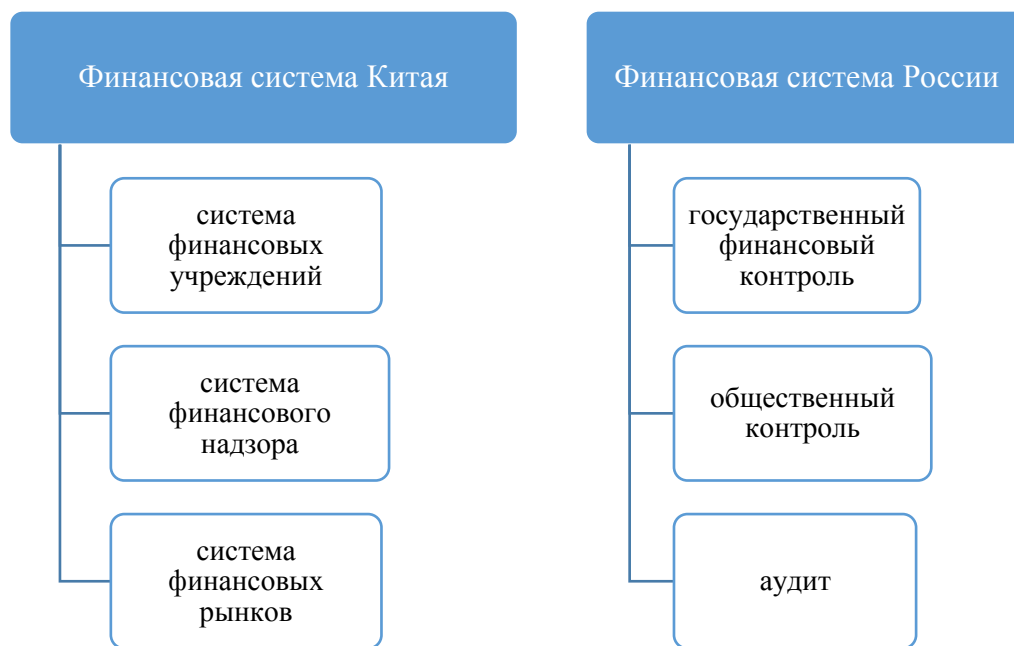 Финансовая система Китая
система
финансовых
учреждений
система
финансового
надзора
система
финансовых
рынков
Финансовая система России
государственный
финансовый
контроль
общественный
контроль
аудит